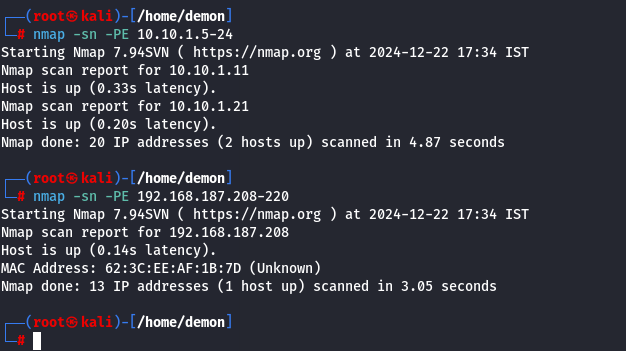 ┌──(root㉿kali)-[/home/demon]
└─# nmap -sn -PE 10.10.1.5-24
Starting Nmap 7.94SVN ( https://nmap.org ) at 2024-12-22 17:34 IST
Nmap scan report for 10.10.1.11
Host is up (0.33s latency).
Nmap scan report for 10.10.1.21
Host is up (0.20s latency).
Nmap done: 20 IP addresses (2 hosts up) scanned in 4.87 seconds
┌──(root㉿kali)-[/home/demon]
└─# nmap -sn -PE 192.168.187.208-220
Starting Nmap 7.94SVN ( https://nmap.org ) at 2024-12-22 17:34 IST
Nmap scan report for 192.168.187.208
Host is up (0.14s latency).
MAC Address: 62:3C:EE:AF:1B:7D (Unknown)
Nmap done: 13 IP addresses (1 host up) scanned in 3.05 seconds
┌──(root㉿kali)-[/home/demon]
└─#